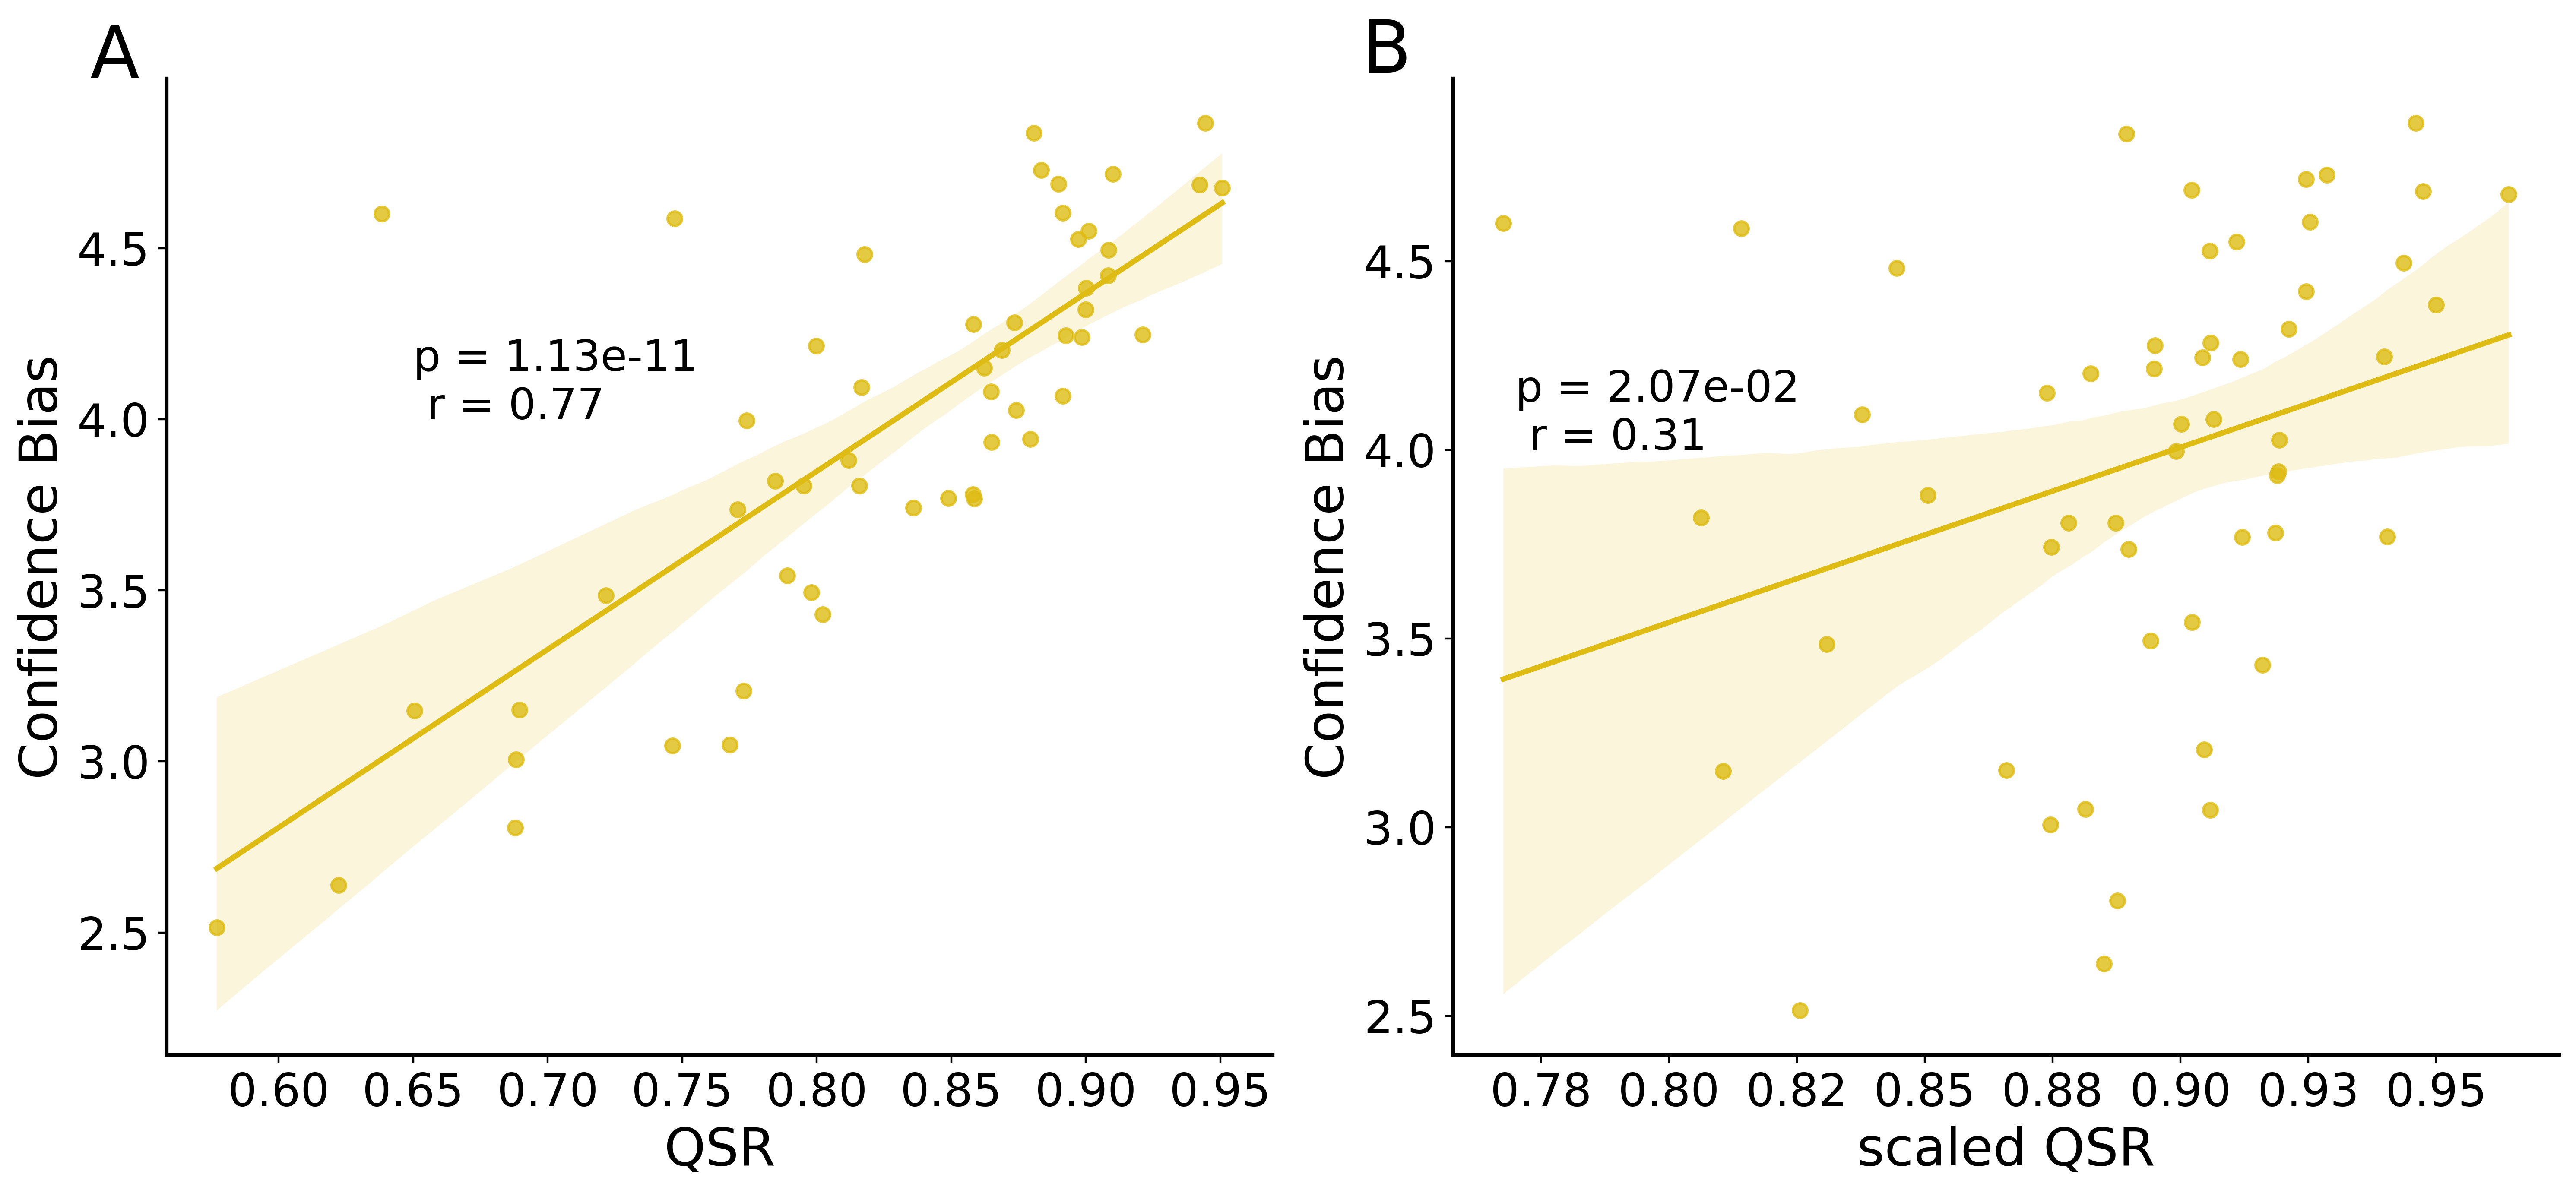 A
Confidence Bias
4.5
4.0
3.5
3.0
2.5
p = 1.13e-11
r = 0.77
0.60 0.65 0.70 0.75 0.80 0.85 0.90 0.95
QSR
B
Confidence Bias
4.5
4.0
3.5
3.0
2.5
p = 2.07e-02
r = 0.31
0.78 0.80 0.82 0.85 0.88 0.90 0.93 0.95
scaled QSR